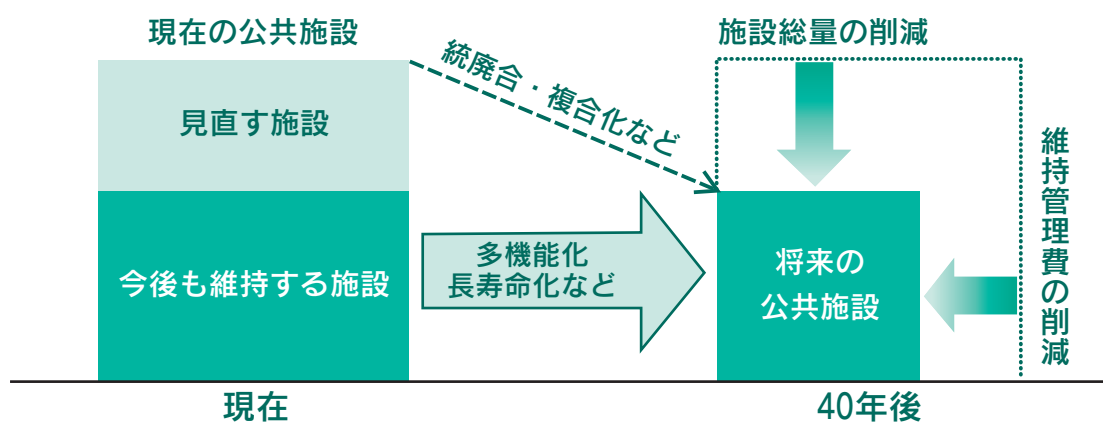 現在の公共施設
施設総量の削減
統廃合・複合化など
見直す施設
維持管理費の削減
今後も維持する施設
多機能化
長寿命化など
将来の
公共施設
現在
40年後